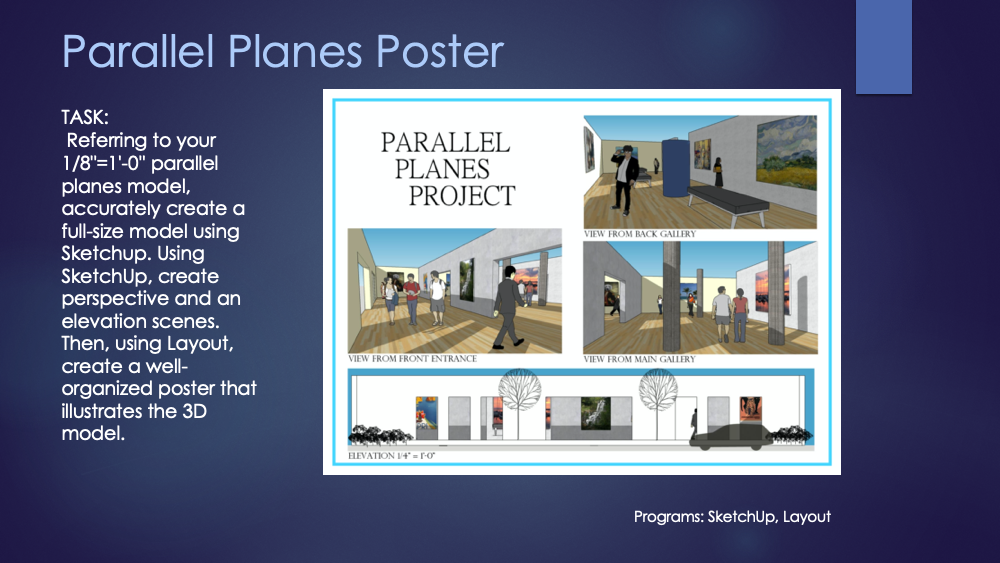 Parallel Planes Poster
TASK:
Referring to your
1/8"=1'-0" parallel
planes model,
accurately create a
full-size model using
Sketchup. Using
SketchUp, create
perspective and an
elevation scenes.
Then, using Layout,
create a well-
organized poster that
illustrates the 3D
model.
PARALLEL
PLANES
PROJECT
VIEW FROM BACK GALLERY
VIEW FROM FRONT ENTRANCE
VIEW FROM MAIN GALLERY
ELEVATION 1/4" = 1'-0"
Programs: SketchUp, Layout